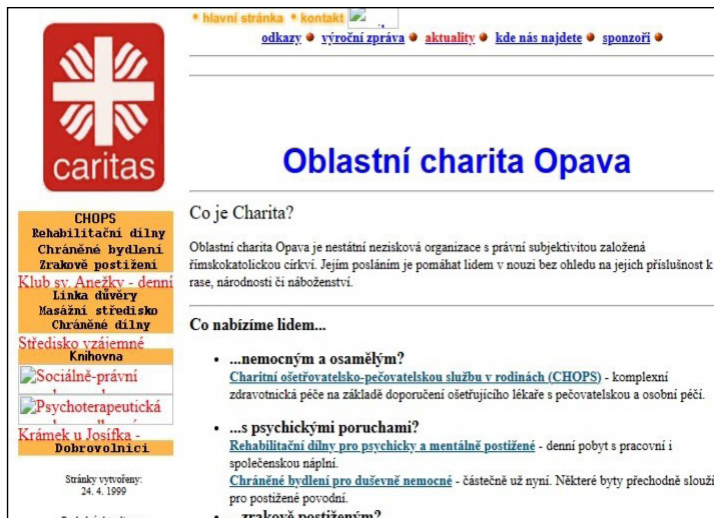 * hlavní stránka * kontakt
odkazy výroční zpráva aktuality kde nás najdete sponzoři
caritas
Oblastní charita Opava
CHOPS
Rehabilitační dílny
Chráněné bydlení
Zrakově postižení
Klub sv. Anežky - denní
Linka důvěry
Masážní středisko
Chráněné dílny
Středisko vzájemné
Knihovna
Sociálně-právní
Psychoterapeutická
Krámek u Josífka -
Dobrovolníci
Stránky vytvořeny:
24. 4. 1999
Co je Charita?
Oblastní charita Opava je nestátní nezisková organizace s právní subjektivitou založená
římskokatolickou církví. Jejím posláním je pomáhat lidem v nouzi bez ohledu na jejich příslušnost k
rase, národnosti či náboženství.
Co nabízíme lidem...
• ...nemocným a osamělým?
Charitní ošetřovatelsko-pečovatelskou službu v rodinách (CHOPS) - komplexní
zdravotnická péče na základě doporučení ošetřujícího lékaře s pečovatelskou a osobní péčí.
• ...s psychickými poruchami?
Rehabilitační dílny pro psychicky a mentálně postižené - denní pobyt s pracovní i
společenskou náplní.
Chráněné bydlení pro duševně nemocné - částečně už nyní. Některé byty přechodně slouží
pro postižené povodní.
• ...zrakově postiženým?